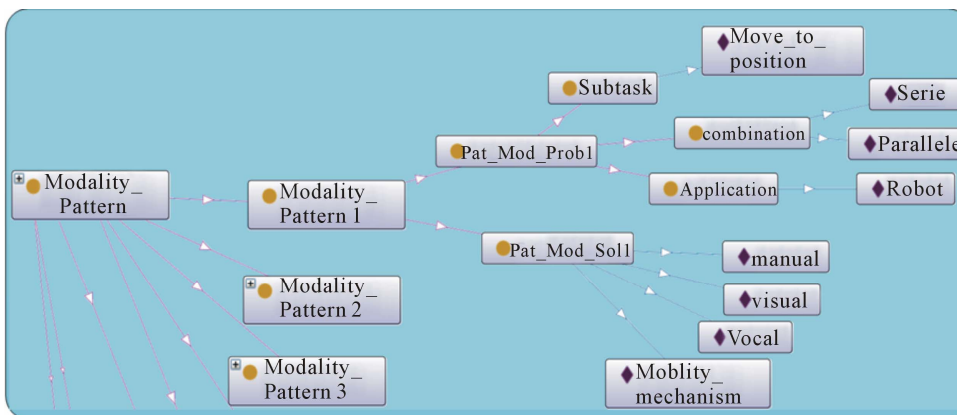 Move_to_
position
Subtask
Serie
combination
Pat_Mod_Prob1
Parallele
Modality_
Pattern
Modality_
Pattern 1
Application
Robot
Pat_Mod_Sol1
manual
Modality_
Pattern 2
visual
Vocal
Modality_
Pattern 3
Moblity_
mechanism